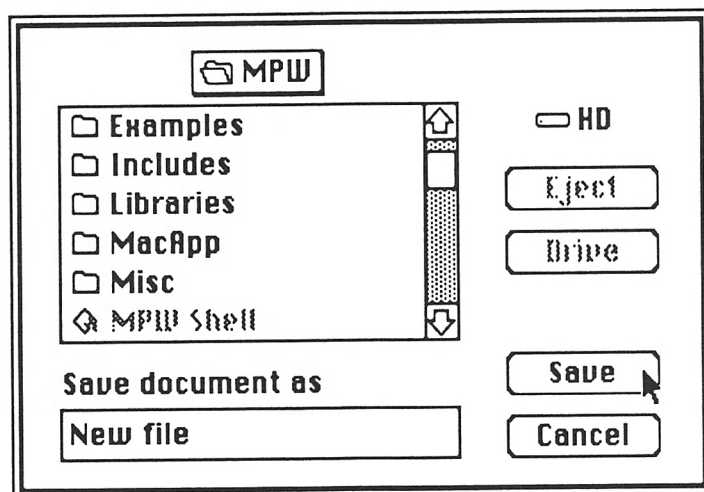 MPW
Examples
Includes
Libraries
MacApp
Misc
MPW Shell
HD
Eject
Drive
Save document as
New file
Save
Cancel